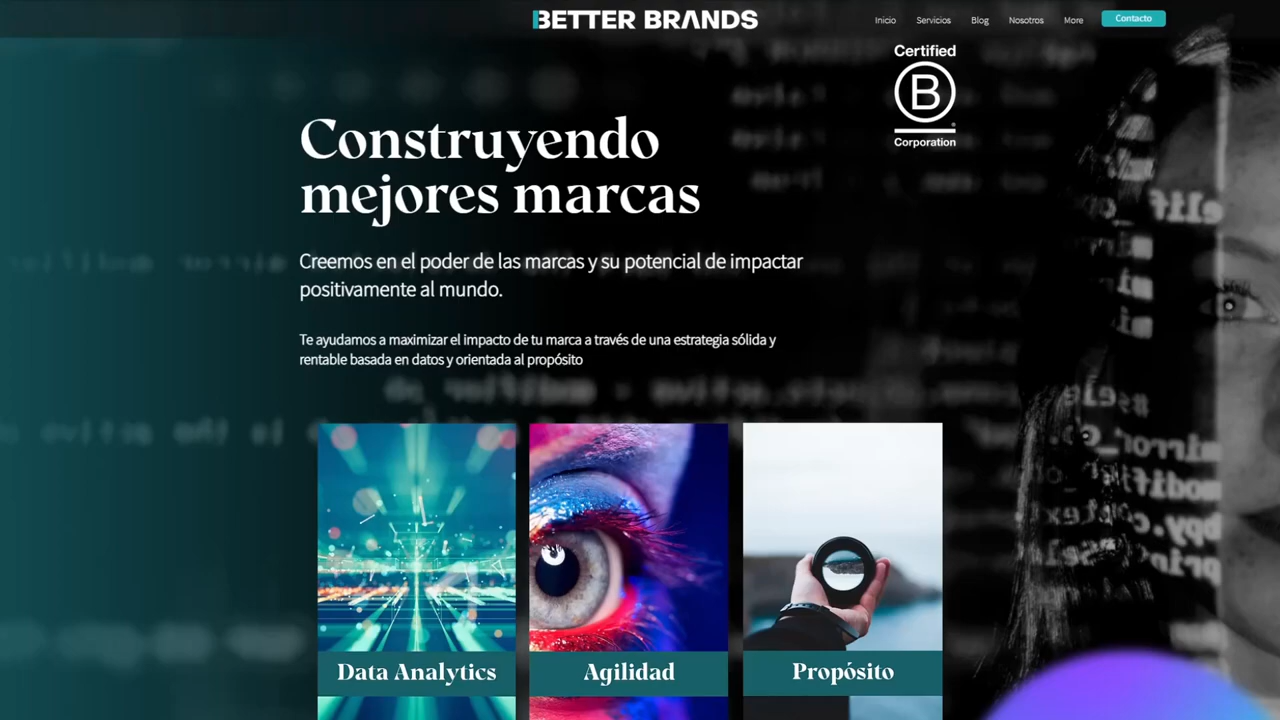 BETTER BRANDS
Inicio Servicios Blog Nosotros More Contacto
Certified
B
®
Corporation
Construyendo
mejores marcas
Creemos en el poder de las marcas y su potencial de impactar
positivamente al mundo.
Te ayudamos a maximizar el impacto de tu marca a través de una estrategia sólida y
rentable basada en datos y orientada al propósito
Data Analytics
Agilidad
Propósito